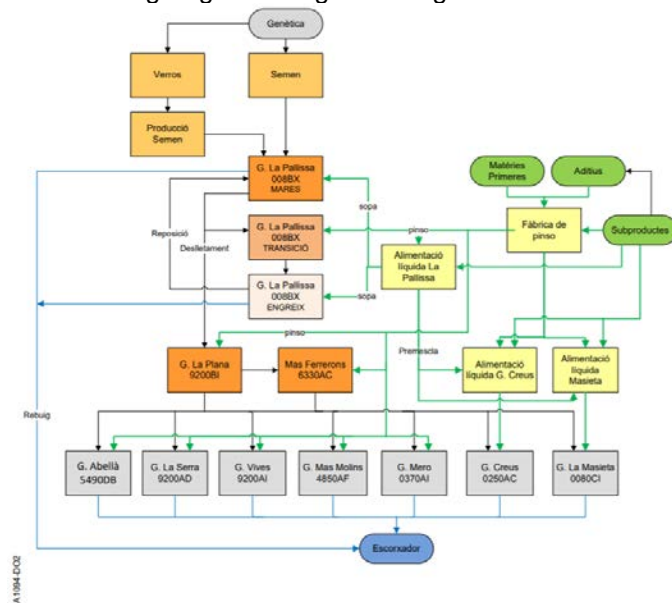 Genètica
Verros
Semen
Producció
Semen
G. La Pallissa
008BX
MARES
Matèries
Primeres
Aditius
sopa
Reposició
Deslletament
G. La Pallissa
008BX
TRANSICIÓ
pinso
Fàbrica de
pinso
Subproductes
Alimentació
líquida La
Pallissa
G. La Pallissa
008BX
ENGREIX
sopa
pinso
Premescla
G. La Plana
9200BI
Mas Ferrerons
6330AC
Alimentació
líquida G. Creus
Alimentació
líquida
Masieta
Rebuig
G. Abellà
5490DB
G. La Serra
9200AD
G. Vives
9200AI
G. Mas Molins
4850AF
G. Mero
0370AI
G. Creus
0250AC
G. La Masieta
0080CI
Escorxador
A1094-DO2